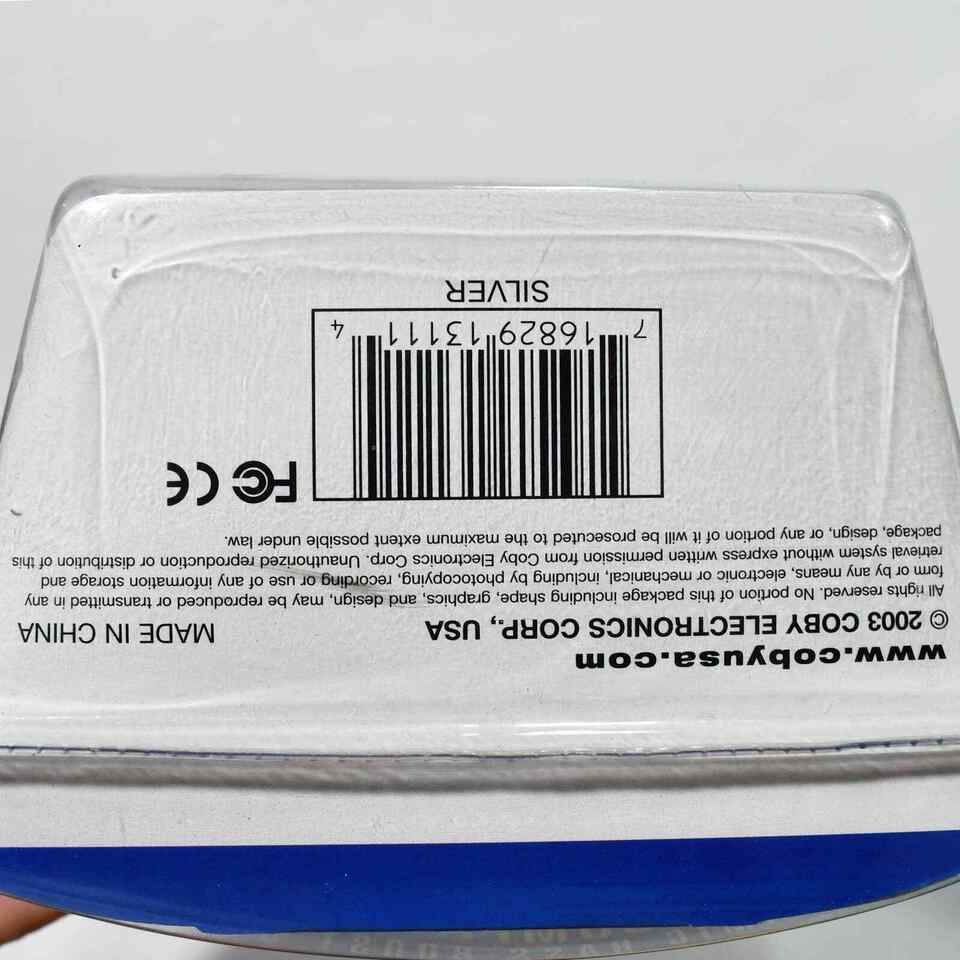 www.cobyusa.com
© 2003 COBY ELECTRONICS CORP., USA MADE IN CHINA
All rights reserved. No portion of this package including shape, graphics, and design, may be reproduced or transmitted in any
form or by any means, electronic or mechanical, including by photocopying, recording or use of any information storage and
retrieval system without express written permission from Coby Electronics Corp. Unauthorized reproduction or distribution of this
package, design, or any portion of it will be prosecuted to the maximum extent possible under law.
FC CE
7 16829 13111 4
SILVER